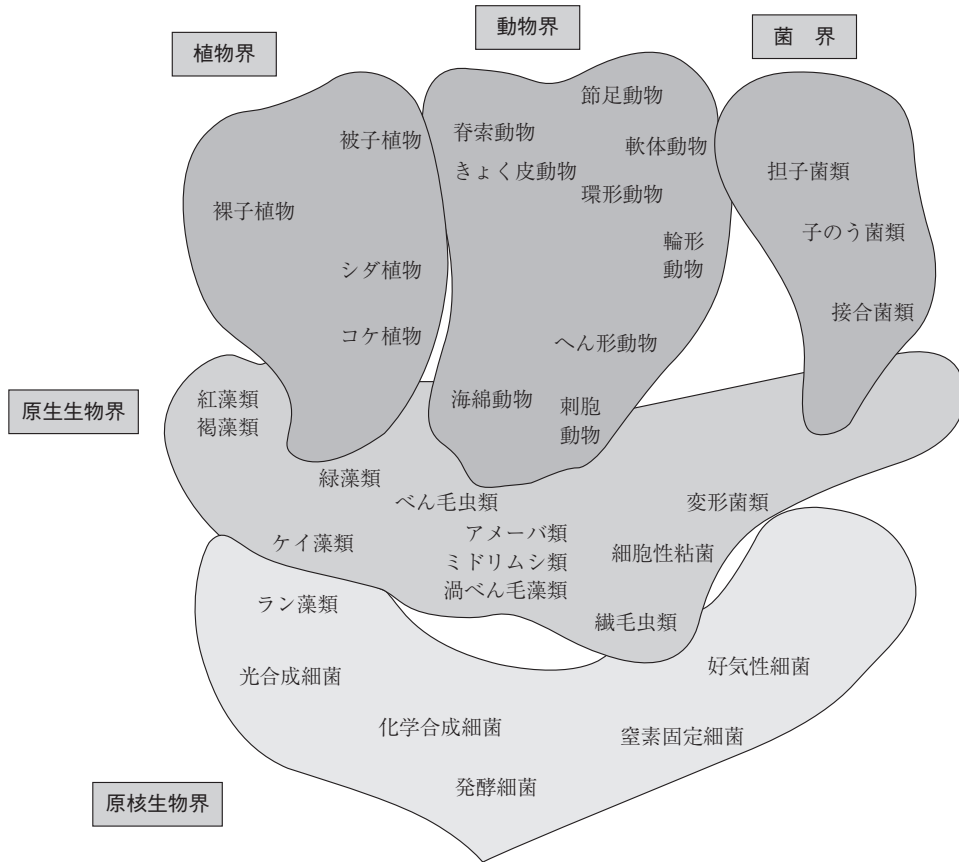 動物界
植物界
菌　界
節足動物
被子植物
脊索動物
軟体動物
きょく皮動物
担子菌類
環形動物
裸子植物
子のう菌類
輪形
動物
シダ植物
接合菌類
コケ植物
へん形動物
原生生物界
紅藻類
褐藻類
海綿動物
刺胞
動物
緑藻類
べん毛虫類
変形菌類
アメーバ類
ケイ藻類
細胞性粘菌
ミドリムシ類
渦べん毛藻類
ラン藻類
繊毛虫類
好気性細菌
光合成細菌
化学合成細菌
窒素固定細菌
発酵細菌
原核生物界